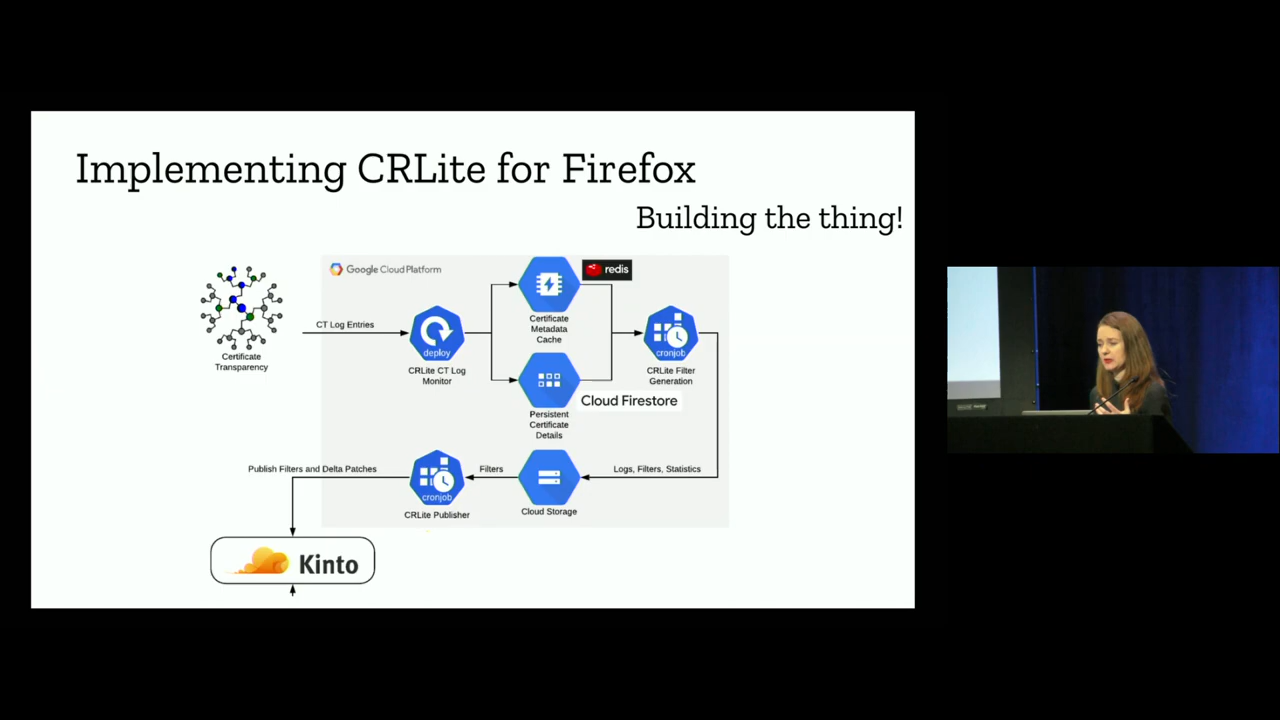 Implementing CRLite for Firefox
Building the thing!
Google Cloud Platform
redis
CT Log Entries
Certificate
Transparency
deploy
CRLite CT Log
Monitor
Certificate
Metadata
Cache
cronjob
CRLite Filter
Generation
Cloud Firestore
Persistent
Certificate
Details
Publish Filters and Delta Patches
Filters
Logs, Filters, Statistics
cronjob
CRLite Publisher
Cloud Storage
Kinto